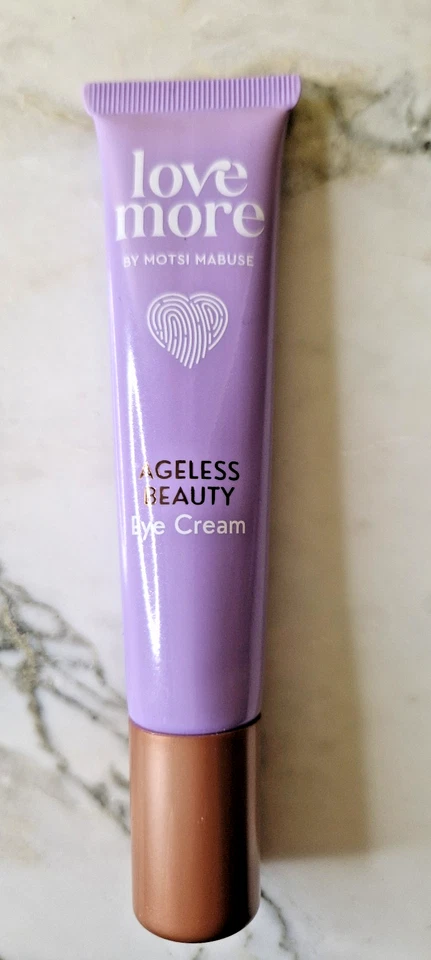 love
more
BY MOTSI MABUSE
AGELESS
BEAUTY
Eye Cream